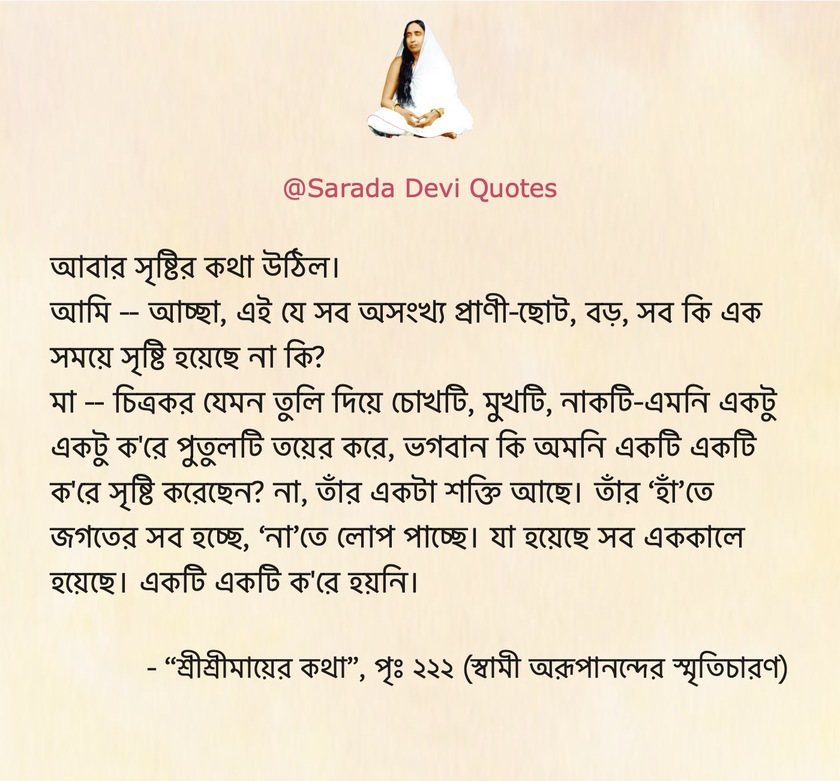 @Sarada Devi Quotes
আবার সৃষ্টির কথা উঠিল।
আমি -- আচ্ছা, এই যে সব অসংখ্য প্রাণী-ছোট, বড়, সব কি এক
সময়ে সৃষ্টি হয়েছে না কি?
মা -- চিত্রকর যেমন তুলি দিয়ে চোখটি, মুখটি, নাকটি-এমনি একটু
একটু ক'রে পুতুলটি তয়ের করে, ভগবান কি অমনি একটি একটি
ক'রে সৃষ্টি করেছেন? না, তাঁর একটা শক্তি আছে। তাঁর ‘হাঁ’তে
জগতের সব হচ্ছে, ‘না’তে লোপ পাচ্ছে। যা হয়েছে সব এককালে
হয়েছে। একটি একটি ক'রে হয়নি।
- “শ্রীশ্রীমায়ের কথা”, পৃঃ ২২২ (স্বামী অরূপানন্দের স্মৃতিচারণ)